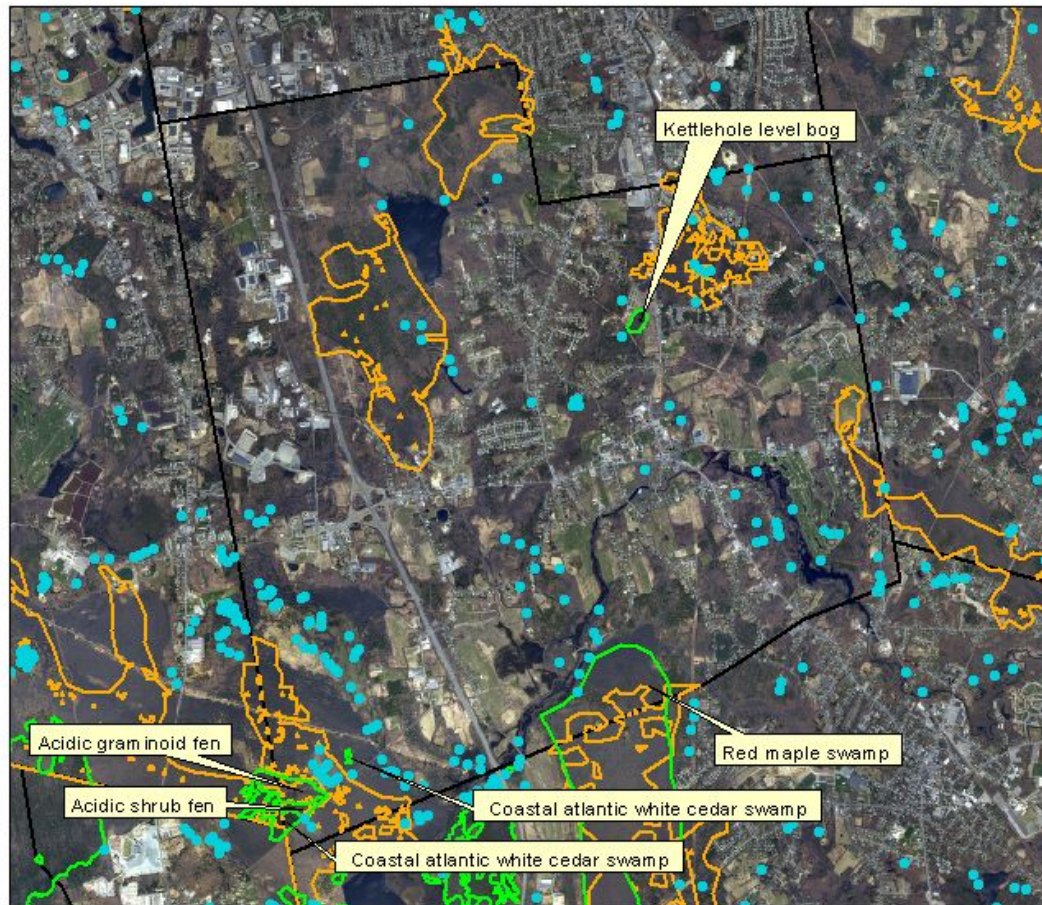 Kettlehole level bog
Acidic graminoid fen
Red maple swamp
Acidic shrub fen
Coastal atlantic white cedar swamp
Coastal atlantic white cedar swamp